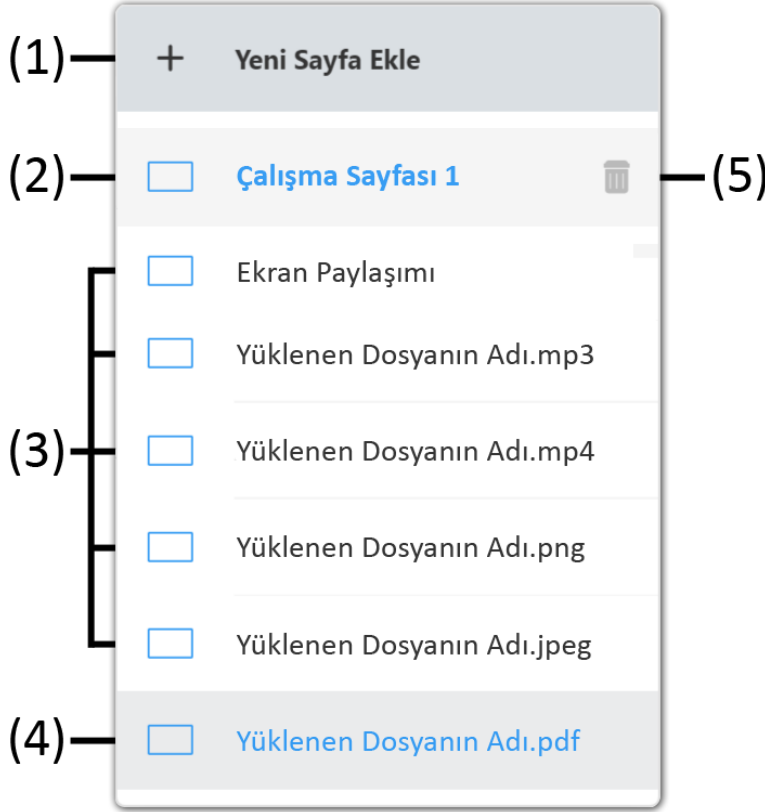 (1) + Yeni Sayfa Ekle
(2) Çalışma Sayfası 1 (5)
Ekran Paylaşımı
Yüklenen Dosyanın Adı.mp3
(3) Yüklenen Dosyanın Adı.mp4
Yüklenen Dosyanın Adı.png
Yüklenen Dosyanın Adı.jpeg
(4) Yüklenen Dosyanın Adı.pdf